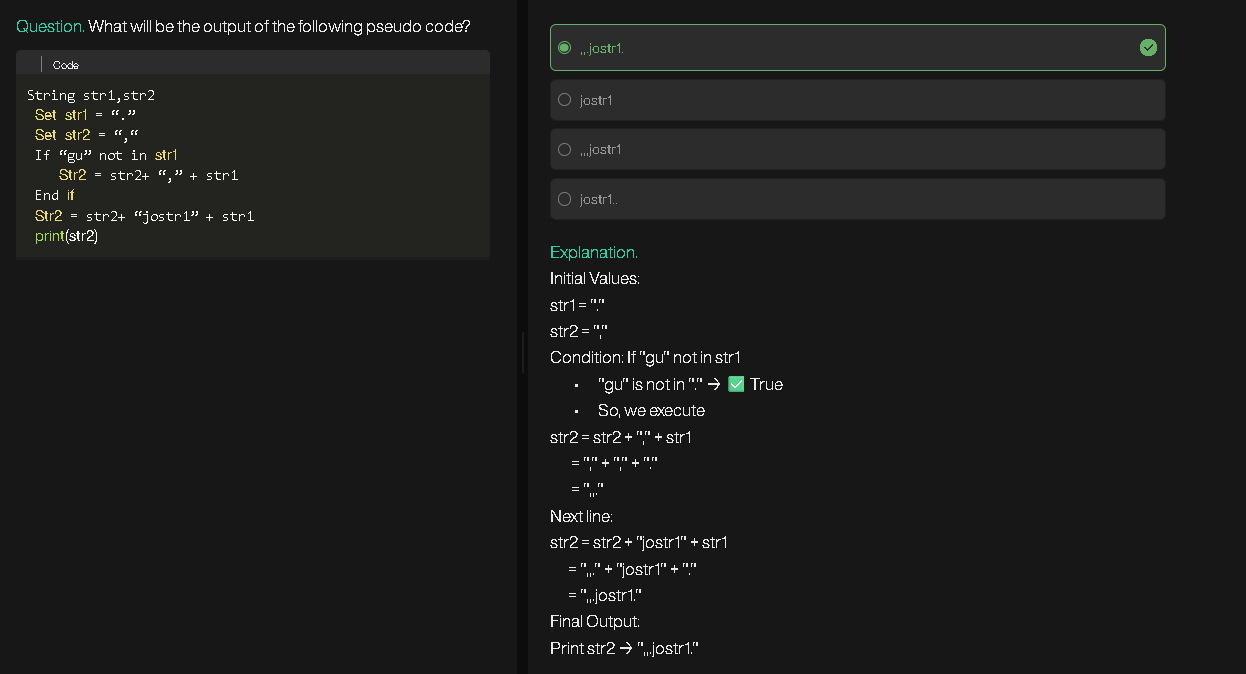 Question. What will be the output of the following pseudo code?
Code
String str1,str2
Set str1 = “.”
Set str2 = “,“
If “gu” not in str1
Str2 = str2+ “,” + str1
End if
Str2 = str2+ “jostr1” + str1
print(str2)
,,.jostr1.
jostr1
,,,jostr1
jostr1..
Explanation.
Initial Values:
str1 = "."
str2 = ","
Condition: If "gu" not in str1
• "gu" is not in "." → ✅ True
• So, we execute
str2 = str2 + "," + str1
= "," + "," + "."
= ",,."
Next line:
str2 = str2 + "jostr1" + str1
= ",,." + "jostr1" + "."
= ",,.jostr1."
Final Output:
Print str2 → ",,.jostr1."